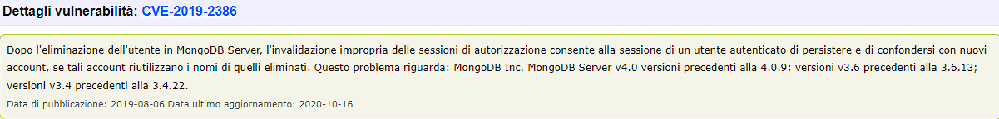 Dettagli vulnerabilità: CVE-2019-2386
Dopo l'eliminazione dell'utente in MongoDB Server, l'invalidazione impropria delle sessioni di autorizzazione consente alla sessione di un utente autenticato di persistere e di confondersi con nuovi
account, se tali account riutilizzano i nomi di quelli eliminati. Questo problema riguarda: MongoDB Inc. MongoDB Server v4.0 versioni precedenti alla 4.0.9; versioni v3.6 precedenti alla 3.6.13;
versioni v3.4 precedenti alla 3.4.22.
Data di pubblicazione: 2019-08-06 Data ultimo aggiornamento: 2020-10-16